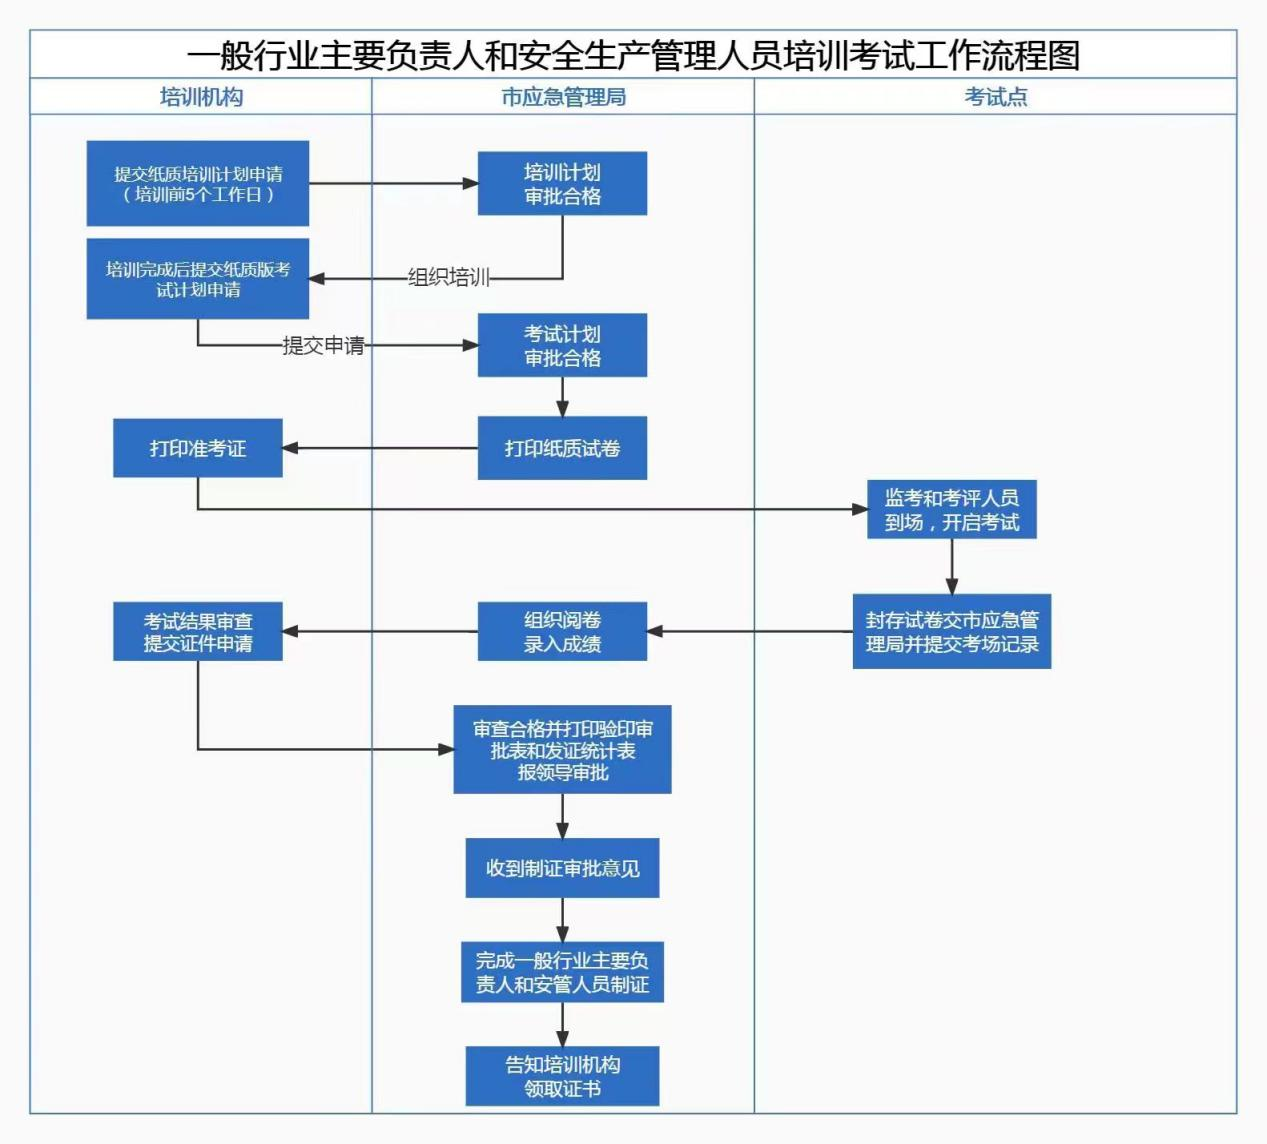 一般行业主要负责人和安全生产管理人员培训考试工作流程图
培训机构
市应急管理局
考试点
提交纸质培训计划申请
（培训前5个工作日）
培训计划
审批合格
培训完成后提交纸质版考
试计划申请
组织培训
提交申请
考试计划
审批合格
打印准考证
打印纸质试卷
监考和考评人员
到场，开启考试
考试结果审查
提交证件申请
组织阅卷
录入成绩
封存试卷交市应急管
理局并提交考场记录
审查合格并打印验印审
批表和发证统计表
报领导审批
收到制证审批意见
完成一般行业主要负
责人和安管人员制证
告知培训机构
领取证书